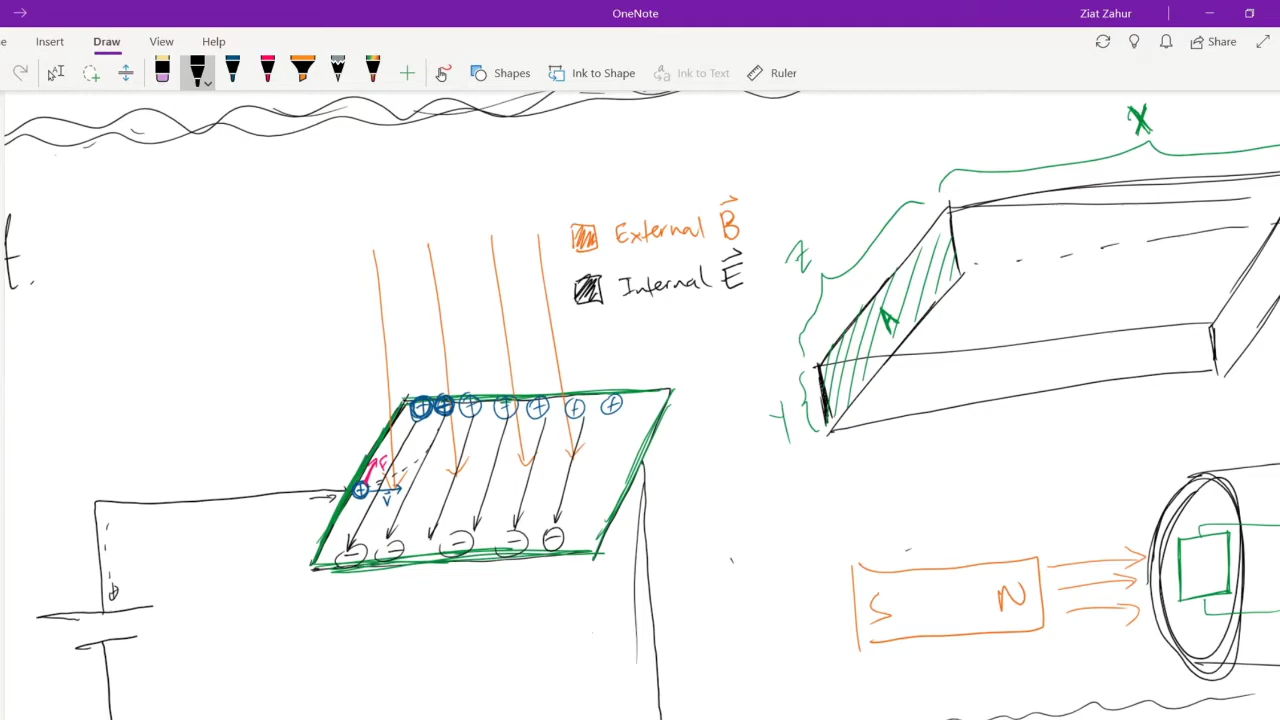 OneNote
Ziat Zahur
Insert Draw View Help
Share
Shapes
Ink to Shape
Ink to Text
Ruler
X
External B
Internal E
t.
Z
A
Y
+ + + + + + +
F
+
V
- - - - -
S N